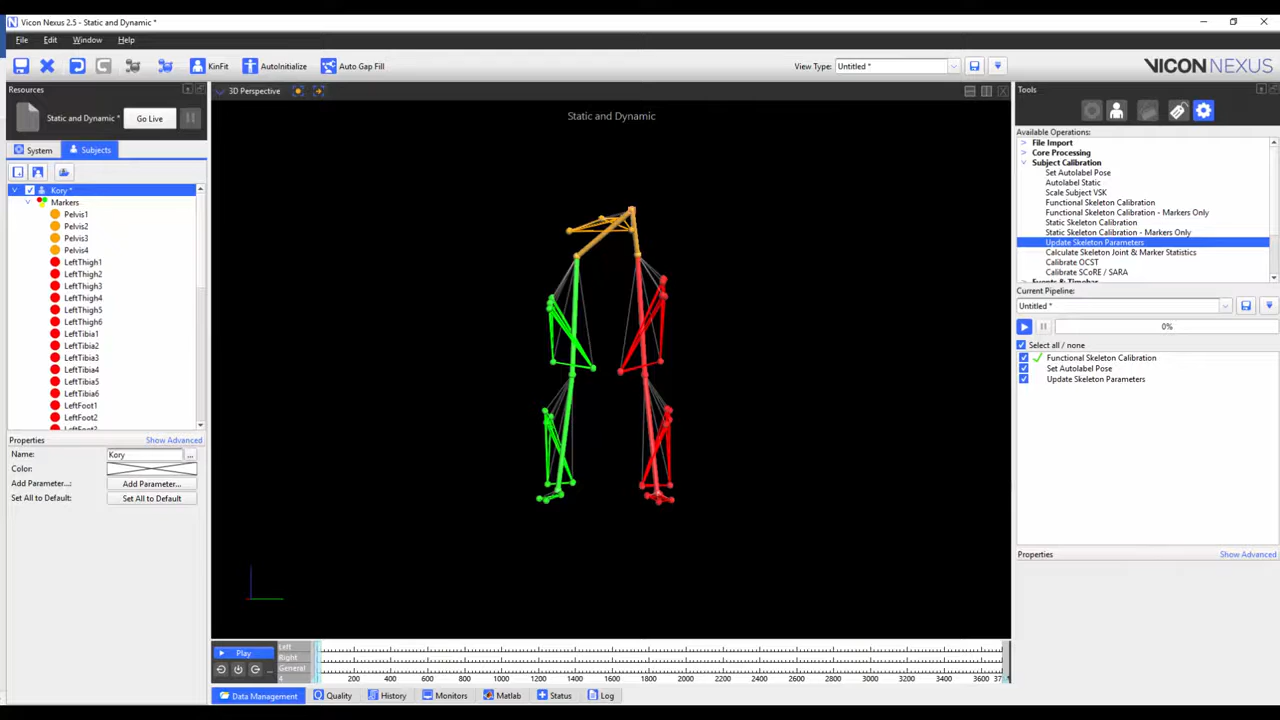 Vicon Nexus 2.5 - Static and Dynamic *
File Edit Window Help
KinFit AutoInitialize Auto Gap Fill View Type: Untitled * VICON NEXUS
Resources
Static and Dynamic * Go Live
System Subjects
Kory *
Markers
Pelvis1
Pelvis2
Pelvis3
Pelvis4
LeftThigh1
LeftThigh2
LeftThigh3
LeftThigh4
LeftThigh5
LeftThigh6
LeftTibia1
LeftTibia2
LeftTibia3
LeftTibia4
LeftTibia5
LeftTibia6
LeftFoot1
LeftFoot2
Properties Show Advanced
Name: Kory ...
Color:
Add Parameter...: Add Parameter...
Set All to Default: Set All to Default
3D Perspective
Static and Dynamic
Play
Left
Right
General
4
200 400 600 800 1000 1200 1400 1600 1800 2000 2200 2400 2600 2800 3000 3200 3400 3600
Data Management Quality History Monitors Matlab Status Log
Tools
Available Operations:
File Import
Core Processing
Subject Calibration
Set Autolabel Pose
Autolabel Static
Scale Subject VSK
Functional Skeleton Calibration
Functional Skeleton Calibration - Markers Only
Static Skeleton Calibration
Static Skeleton Calibration - Markers Only
Update Skeleton Parameters
Calculate Skeleton Joint & Marker Statistics
Calibrate OCST
Calibrate SCoRE / SARA
Events & Timebar
Current Pipeline:
Untitled *
0%
Select all / none
Functional Skeleton Calibration
Set Autolabel Pose
Update Skeleton Parameters
Properties Show Advanced